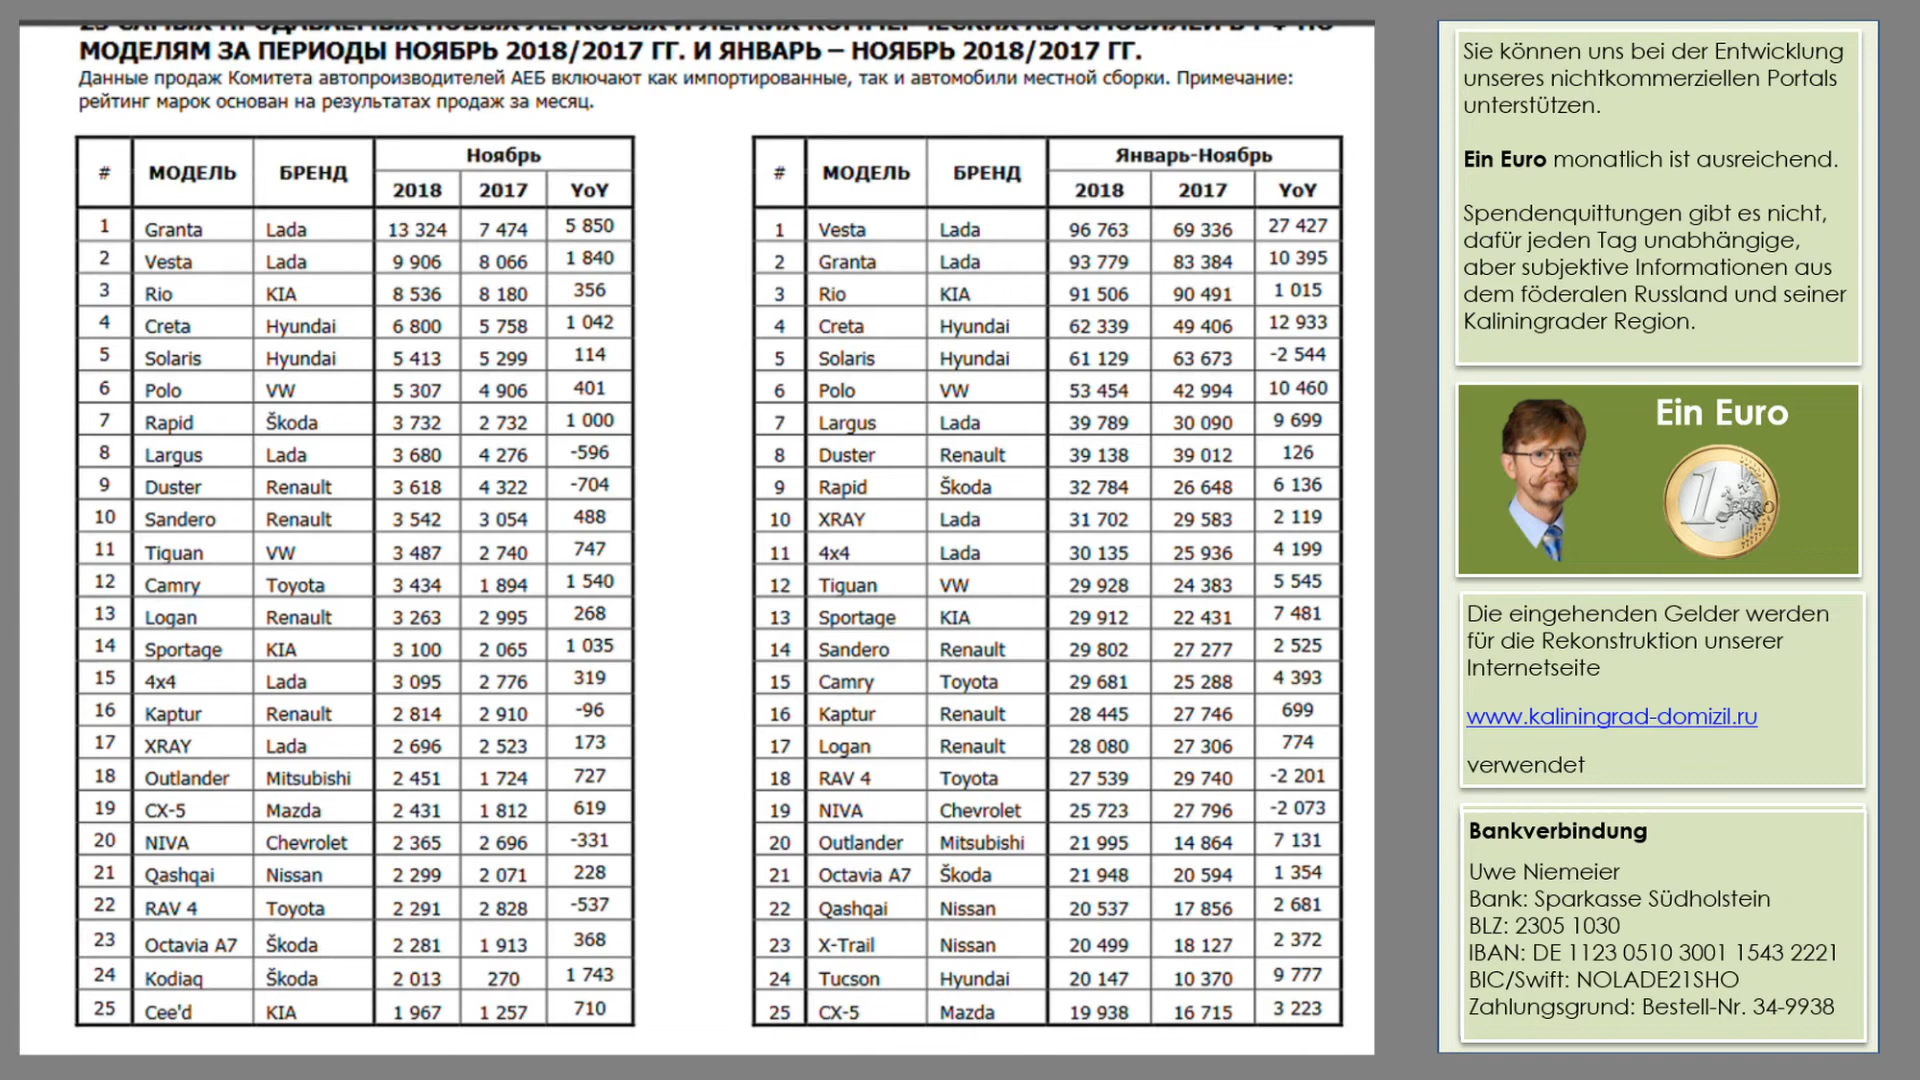 25 САМЫХ ПРОДАВАЕМЫХ НОВЫХ ЛЕГКОВЫХ И ЛЕГКИХ КОММЕРЧЕСКИХ АВТОМОБИЛЕЙ В РФ ПО
МОДЕЛЯМ ЗА ПЕРИОДЫ НОЯБРЬ 2018/2017 ГГ. И ЯНВАРЬ – НОЯБРЬ 2018/2017 ГГ.
Данные продаж Комитета автопроизводителей АЕБ включают как импортированные, так и автомобили местной сборки. Примечание:
рейтинг марок основан на результатах продаж за месяц.
# МОДЕЛЬ БРЕНД Ноябрь
2018 2017 YoY
1 Granta Lada 13 324 7 474 5 850
2 Vesta Lada 9 906 8 066 1 840
3 Rio KIA 8 536 8 180 356
4 Creta Hyundai 6 800 5 758 1 042
5 Solaris Hyundai 5 413 5 299 114
6 Polo VW 5 307 4 906 401
7 Rapid Škoda 3 732 2 732 1 000
8 Largus Lada 3 680 4 276 -596
9 Duster Renault 3 618 4 322 -704
10 Sandero Renault 3 542 3 054 488
11 Tiguan VW 3 487 2 740 747
12 Camry Toyota 3 434 1 894 1 540
13 Logan Renault 3 263 2 995 268
14 Sportage KIA 3 100 2 065 1 035
15 4x4 Lada 3 095 2 776 319
16 Kaptur Renault 2 814 2 910 -96
17 XRAY Lada 2 696 2 523 173
18 Outlander Mitsubishi 2 451 1 724 727
19 CX-5 Mazda 2 431 1 812 619
20 NIVA Chevrolet 2 365 2 696 -331
21 Qashqai Nissan 2 299 2 071 228
22 RAV 4 Toyota 2 291 2 828 -537
23 Octavia A7 Škoda 2 281 1 913 368
24 Kodiaq Škoda 2 013 270 1 743
25 Cee'd KIA 1 967 1 257 710
# МОДЕЛЬ БРЕНД Январь-Ноябрь
2018 2017 YoY
1 Vesta Lada 96 763 69 336 27 427
2 Granta Lada 93 779 83 384 10 395
3 Rio KIA 91 506 90 491 1 015
4 Creta Hyundai 62 339 49 406 12 933
5 Solaris Hyundai 61 129 63 673 -2 544
6 Polo VW 53 454 42 994 10 460
7 Largus Lada 39 789 30 090 9 699
8 Duster Renault 39 138 39 012 126
9 Rapid Škoda 32 784 26 648 6 136
10 XRAY Lada 31 702 29 583 2 119
11 4x4 Lada 30 135 25 936 4 199
12 Tiguan VW 29 928 24 383 5 545
13 Sportage KIA 29 912 22 431 7 481
14 Sandero Renault 29 802 27 277 2 525
15 Camry Toyota 29 681 25 288 4 393
16 Kaptur Renault 28 445 27 746 699
17 Logan Renault 28 080 27 306 774
18 RAV 4 Toyota 27 539 29 740 -2 201
19 NIVA Chevrolet 25 723 27 796 -2 073
20 Outlander Mitsubishi 21 995 14 864 7 131
21 Octavia A7 Škoda 21 948 20 594 1 354
22 Qashqai Nissan 20 537 17 856 2 681
23 X-Trail Nissan 20 499 18 127 2 372
24 Tucson Hyundai 20 147 10 370 9 777
25 CX-5 Mazda 19 938 16 715 3 223
Sie können uns bei der Entwicklung
unseres nichtkommerziellen Portals
unterstützen.
Ein Euro monatlich ist ausreichend.
Spendenquittungen gibt es nicht,
dafür jeden Tag unabhängige,
aber subjektive Informationen aus
dem föderalen Russland und seiner
Kaliningrader Region.
Ein Euro
1 EURO
Die eingehenden Gelder werden
für die Rekonstruktion unserer
Internetseite
www.kaliningrad-domizil.ru
verwendet
Bankverbindung
Uwe Niemeier
Bank: Sparkasse Südholstein
BLZ: 2305 1030
IBAN: DE 1123 0510 3001 1543 2221
BIC/Swift: NOLADE21SHO
Zahlungsgrund: Bestell-Nr. 34-9938